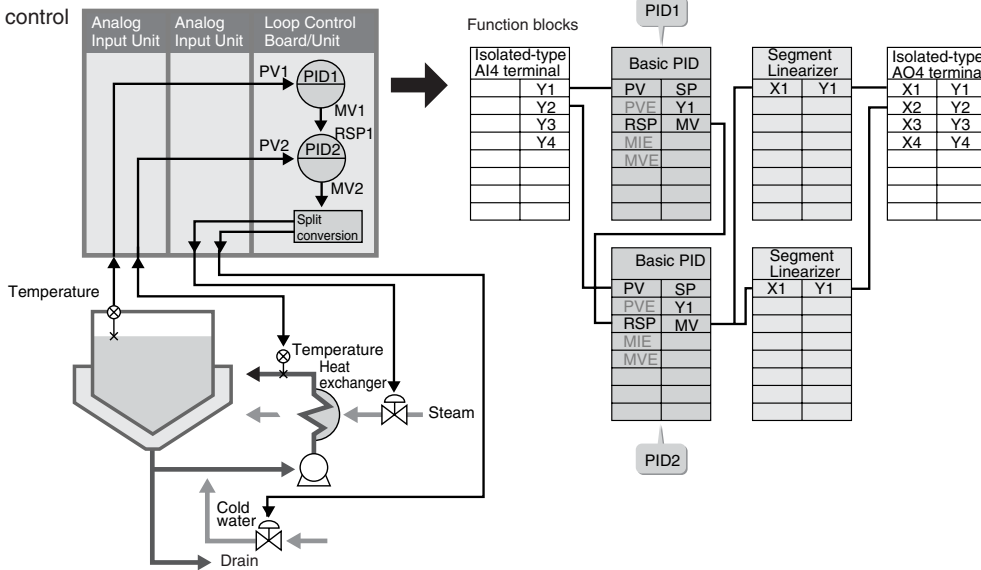 control
Analog
Input Unit
Analog
Input Unit
Loop Control
Board/Unit
PV1
PID1
MV1
RSP1
PV2
PID2
MV2
Split
conversion
Temperature
Temperature
Heat
exchanger
Steam
Cold
water
Drain
Function blocks
PID1
Isolated-type
AI4 terminal
Y1
Y2
Y3
Y4
Basic PID
PV SP
PVE Y1
RSP MV
MIE
MVE
Segment
Linearizer
X1 Y1
Isolated-type
AO4 termina
X1 Y1
X2 Y2
X3 Y3
X4 Y4
Basic PID
PV SP
PVE Y1
RSP MV
MIE
MVE
Segment
Linearizer
X1 Y1
PID2